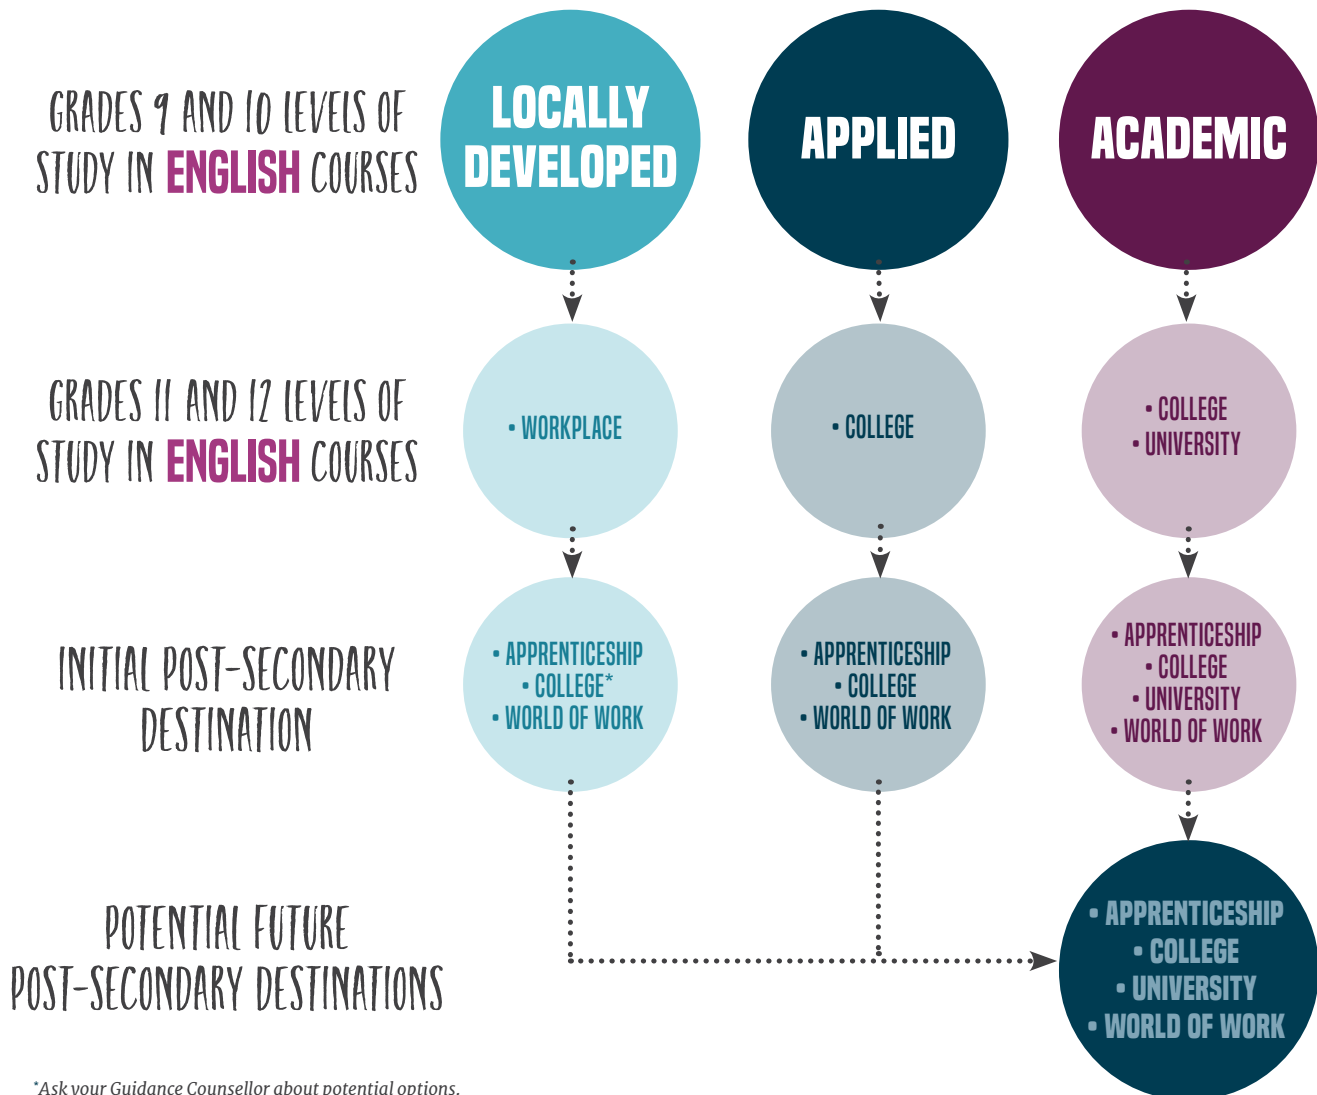 GRADES 9 AND 10 LEVELS OF
STUDY IN ENGLISH COURSES
LOCALLY
DEVELOPED
APPLIED
ACADEMIC
GRADES 11 AND 12 LEVELS OF
STUDY IN ENGLISH COURSES
• WORKPLACE
• COLLEGE
• COLLEGE
• UNIVERSITY
INITIAL POST-SECONDARY
DESTINATION
• APPRENTICESHIP
• COLLEGE*
• WORLD OF WORK
• APPRENTICESHIP
• COLLEGE
• WORLD OF WORK
• APPRENTICESHIP
• COLLEGE
• UNIVERSITY
• WORLD OF WORK
POTENTIAL FUTURE
POST-SECONDARY DESTINATIONS
• APPRENTICESHIP
• COLLEGE
• UNIVERSITY
• WORLD OF WORK
*Ask your Guidance Counsellor about potential options.